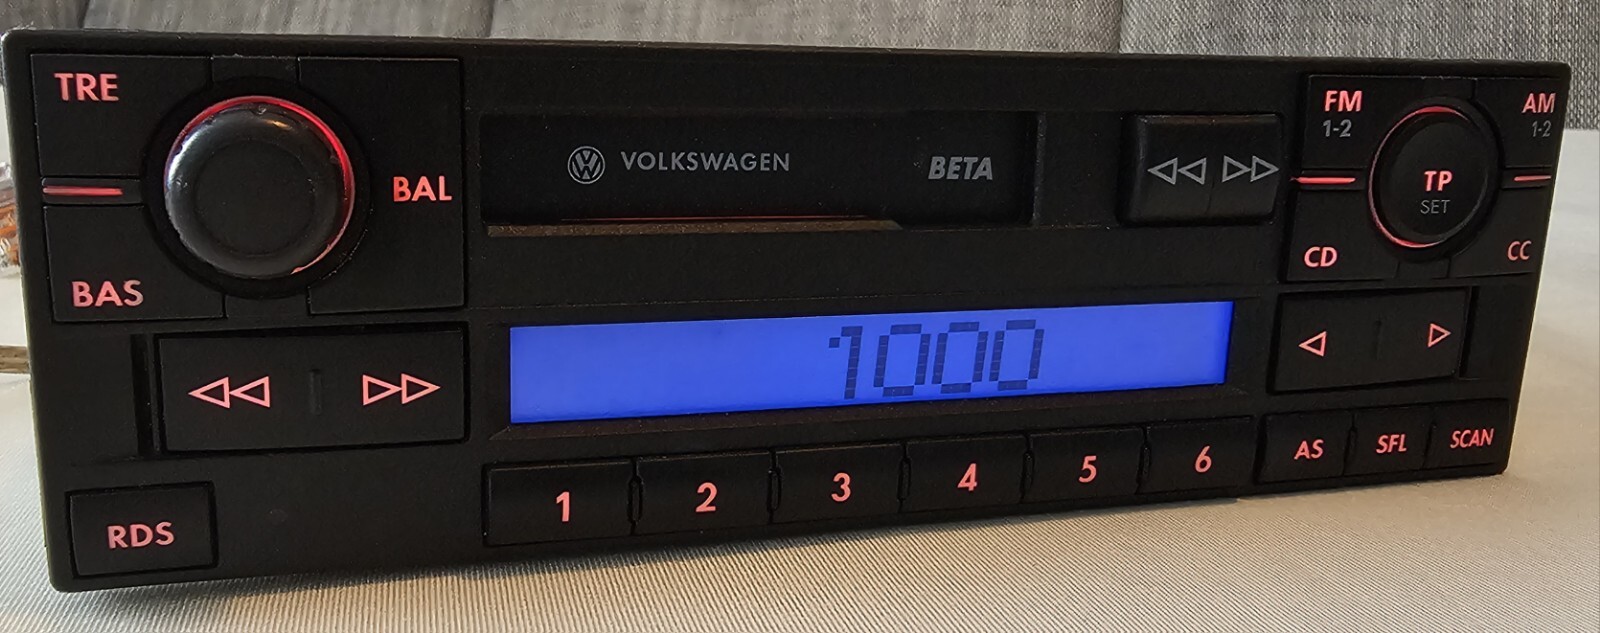 TRE
BAL
BAS
VOLKSWAGEN
BETA
FM
1-2
AM
1-2
TP
SET
CD
CC
1000
1
2
3
4
5
6
AS
SFL
SCAN
RDS